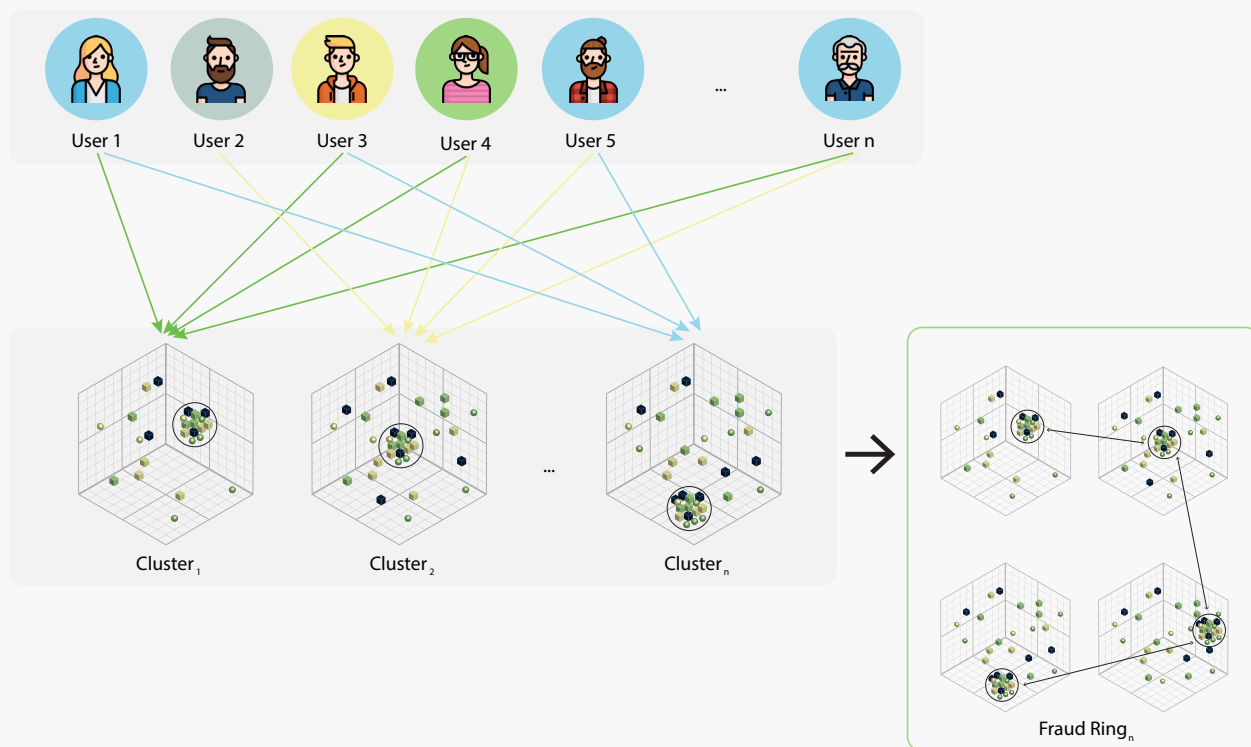 User 1
User 2
User 3
User 4
User 5
...
User n
...
Cluster₁
Cluster₂
Clusterₙ
Fraud Ringₙ